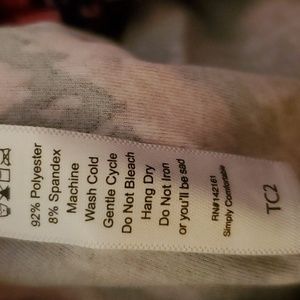 92% Polyester
8% Spandex
Machine
Wash Cold
Gentle Cycle
Do Not Bleach
Hang Dry
Do Not Iron
or you'll be sad
RN#142161
Simply Comfortable
TC2